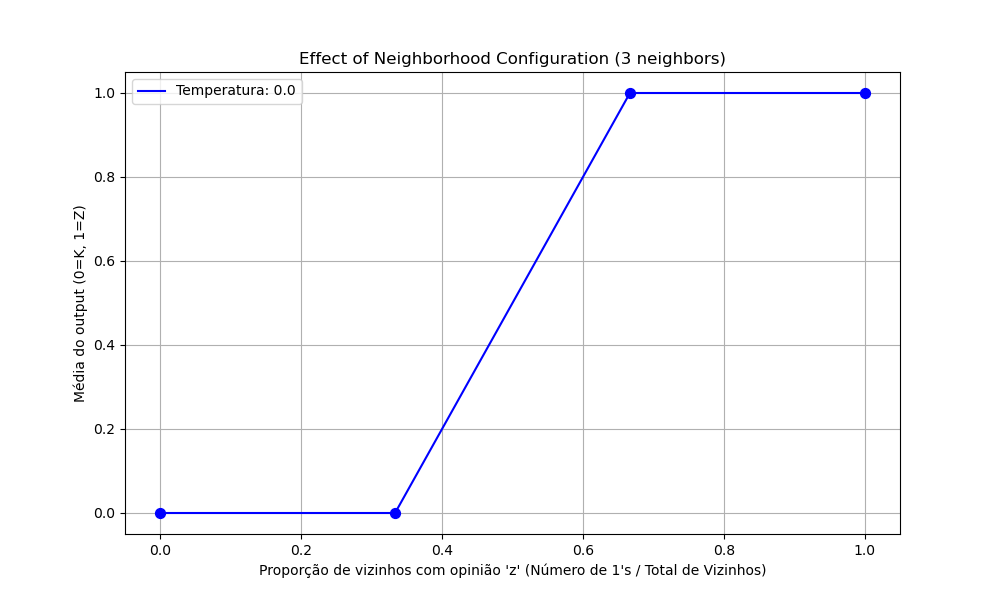 Effect of Neighborhood Configuration (3 neighbors)
Temperatura: 0.0
Média do output (0=K, 1=Z)
1.0
0.8
0.6
0.4
0.2
0.0
0.0 0.2 0.4 0.6 0.8 1.0
Proporção de vizinhos com opinião 'z' (Número de 1's / Total de Vizinhos)